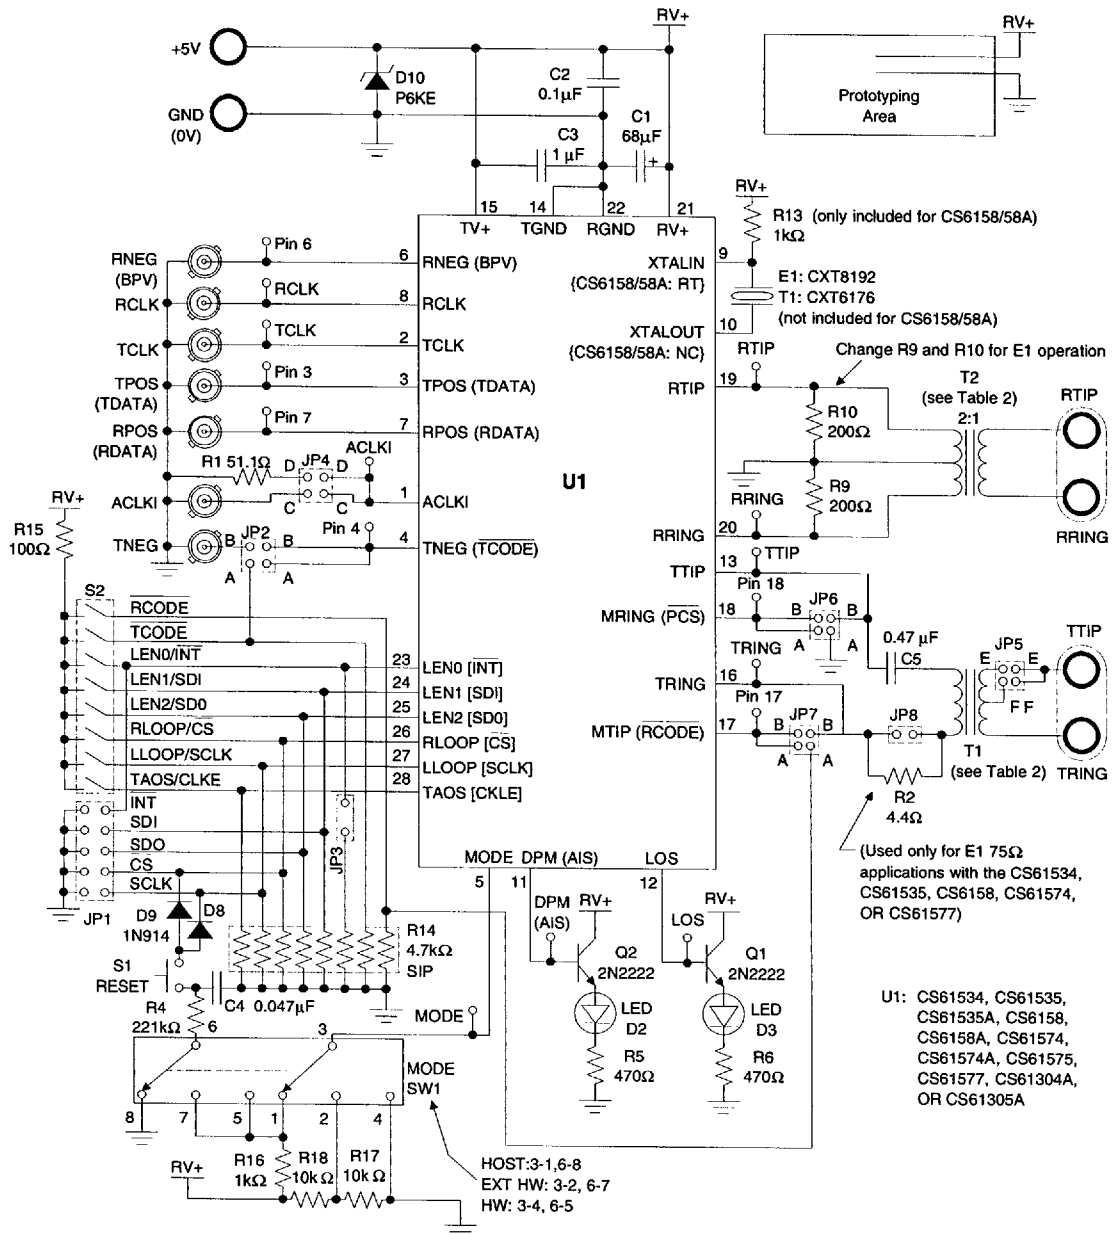 RV+
+5V
GND
(0V)
D10
P6KE
C2
0.1µF
C3
1 µF
C1
68µF
+
RV+
Prototyping
Area
15
14
22
21
TV+
TGND
RGND
RV+
RV+
R13 (only included for CS6158/58A)
1kΩ
9
XTALIN
{CS6158/58A: RT}
E1: CXT8192
T1: CXT6176
(not included for CS6158/58A)
10
XTALOUT
{CS6158/58A: NC}
RNEG
(BPV)
Pin 6
6
RNEG (BPV)
RCLK
RCLK
8
RCLK
TCLK
TCLK
2
TCLK
TPOS
(TDATA)
Pin 3
3
TPOS (TDATA)
RPOS
(RDATA)
Pin 7
7
RPOS (RDATA)
R1 51.1Ω
D
JP4
D
ACLKI
ACLKI
C
C
1
ACLKI
TNEG
B
JP2
B
A
A
Pin 4
4
TNEG (TCODE)
U1
RTIP
19
RTIP
Change R9 and R10 for E1 operation
R10
200Ω
R9
200Ω
T2
(see Table 2)
2:1
RTIP
RRING
RRING
20
RRING
13
TTIP
TTIP
Pin 18
18
MRING (PCS)
B
JP6
B
A
A
TRING
16
TRING
Pin 17
17
MTIP (RCODE)
B
JP7
B
A
A
0.47 µF
C5
JP8
R2
4.4Ω
T1
(see Table 2)
E
JP5
E
F F
TTIP
TRING
(Used only for E1 75Ω
applications with the CS61534,
CS61535, CS6158, CS61574,
OR CS61577)
RV+
R15
100Ω
S2
RCODE
TCODE
LEN0/INT
LEN1/SDI
LEN2/SD0
RLOOP/CS
LLOOP/SCLK
TAOS/CLKE
23
LEN0 [INT]
24
LEN1 [SDI]
25
LEN2 [SD0]
26
RLOOP [CS]
27
LLOOP [SCLK]
28
TAOS [CKLE]
INT
SDI
SDO
CS
SCLK
JP1
JP3
D9
1N914
D8
S1
RESET
R4
221kΩ
C4
0.047µF
R14
4.7kΩ
SIP
MODE
5
DPM (AIS)
11
LOS
12
DPM
(AIS)
RV+
Q2
2N2222
LED
D2
R5
470Ω
LOS
RV+
Q1
2N2222
LED
D3
R6
470Ω
MODE
6
3
MODE
SW1
8
7
5
1
2
4
RV+
R16
1kΩ
R18
10kΩ
R17
10kΩ
HOST:3-1,6-8
EXT HW: 3-2, 6-7
HW: 3-4, 6-5
U1: CS61534, CS61535,
CS61535A, CS6158,
CS6158A, CS61574,
CS61574A, CS61575,
CS61577, CS61304A,
OR CS61305A